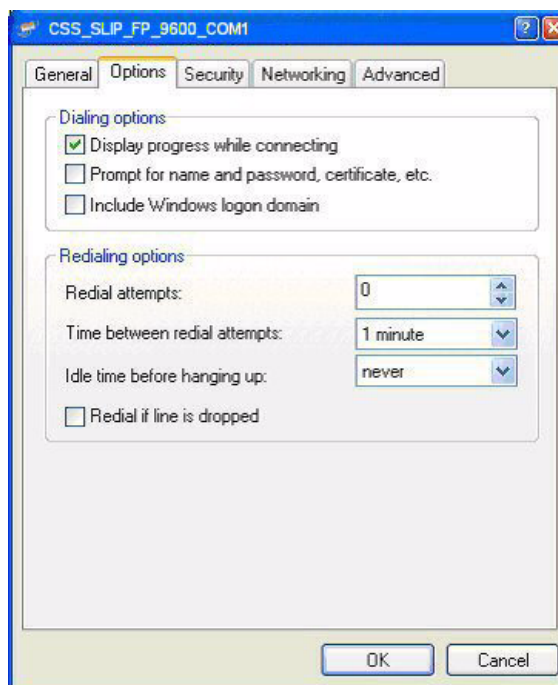 CSS_SLIP_FP_9600_COM1
General Options Security Networking Advanced
Dialing options
Display progress while connecting
Prompt for name and password, certificate, etc.
Include Windows logon domain
Redialing options
Redial attempts: 0
Time between redial attempts: 1 minute
Idle time before hanging up: never
Redial if line is dropped
OK Cancel